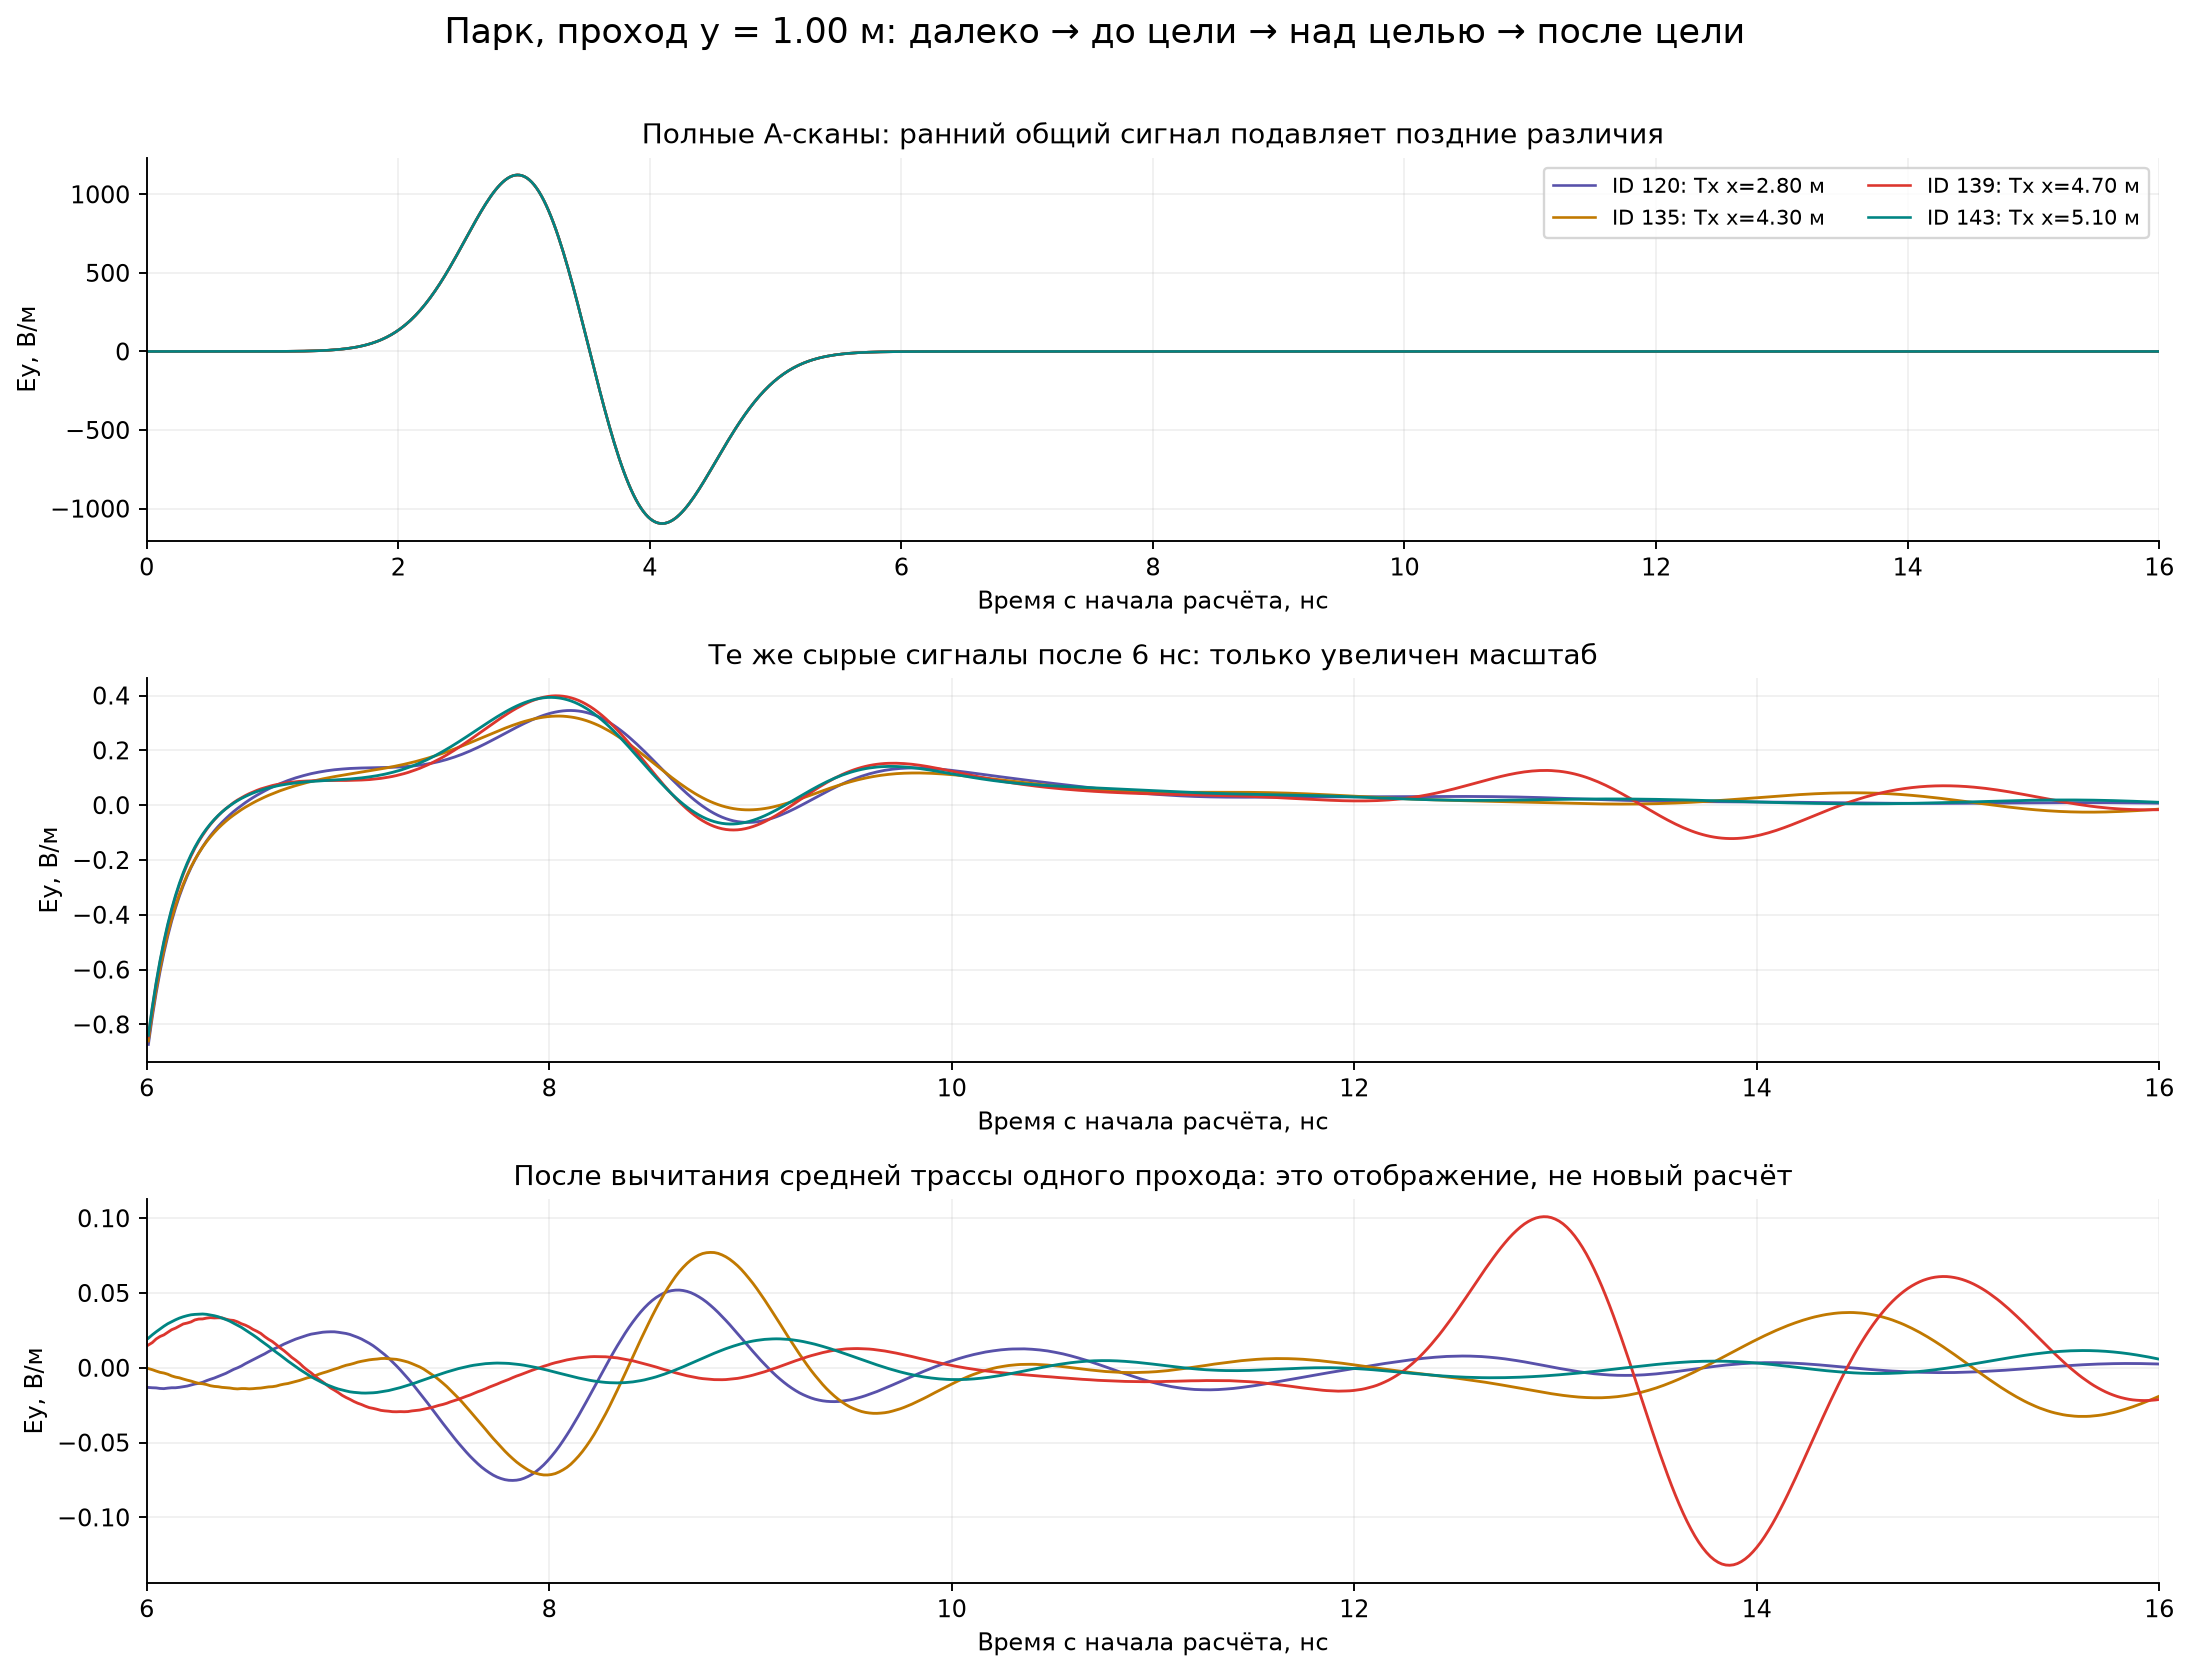 Парк, проход y = 1.00 м: далеко → до цели → над целью → после цели
Полные A-сканы: ранний общий сигнал подавляет поздние различия
ID 120: Tx x=2.80 м
ID 139: Tx x=4.70 м
ID 135: Tx x=4.30 м
ID 143: Tx x=5.10 м
Ey, В/м
1000
500
0
−500
−1000
0 2 4 6 8 10 12 14 16
Время с начала расчёта, нс
Те же сырые сигналы после 6 нс: только увеличен масштаб
Ey, В/м
0.4
0.2
0.0
−0.2
−0.4
−0.6
−0.8
6 8 10 12 14 16
Время с начала расчёта, нс
После вычитания средней трассы одного прохода: это отображение, не новый расчёт
Ey, В/м
0.10
0.05
0.00
−0.05
−0.10
6 8 10 12 14 16
Время с начала расчёта, нс